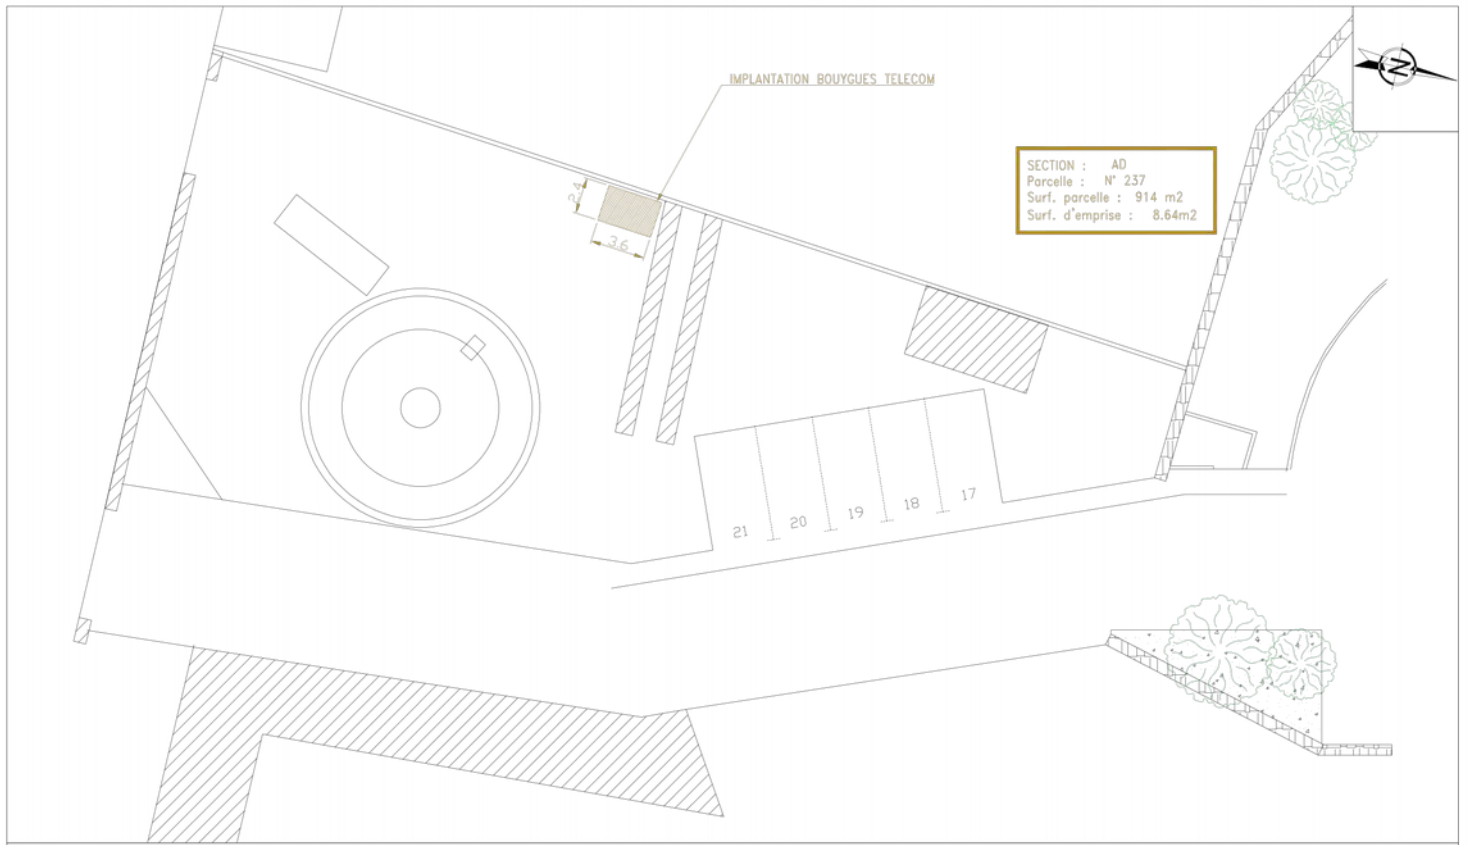 N
IMPLANTATION BOUYGUES TELECOM
SECTION : AD
Parcelle : N° 237
Surf. parcelle : 914 m2
Surf. d'emprise : 8.64m2
2.4
3.6
21 20 19 18 17